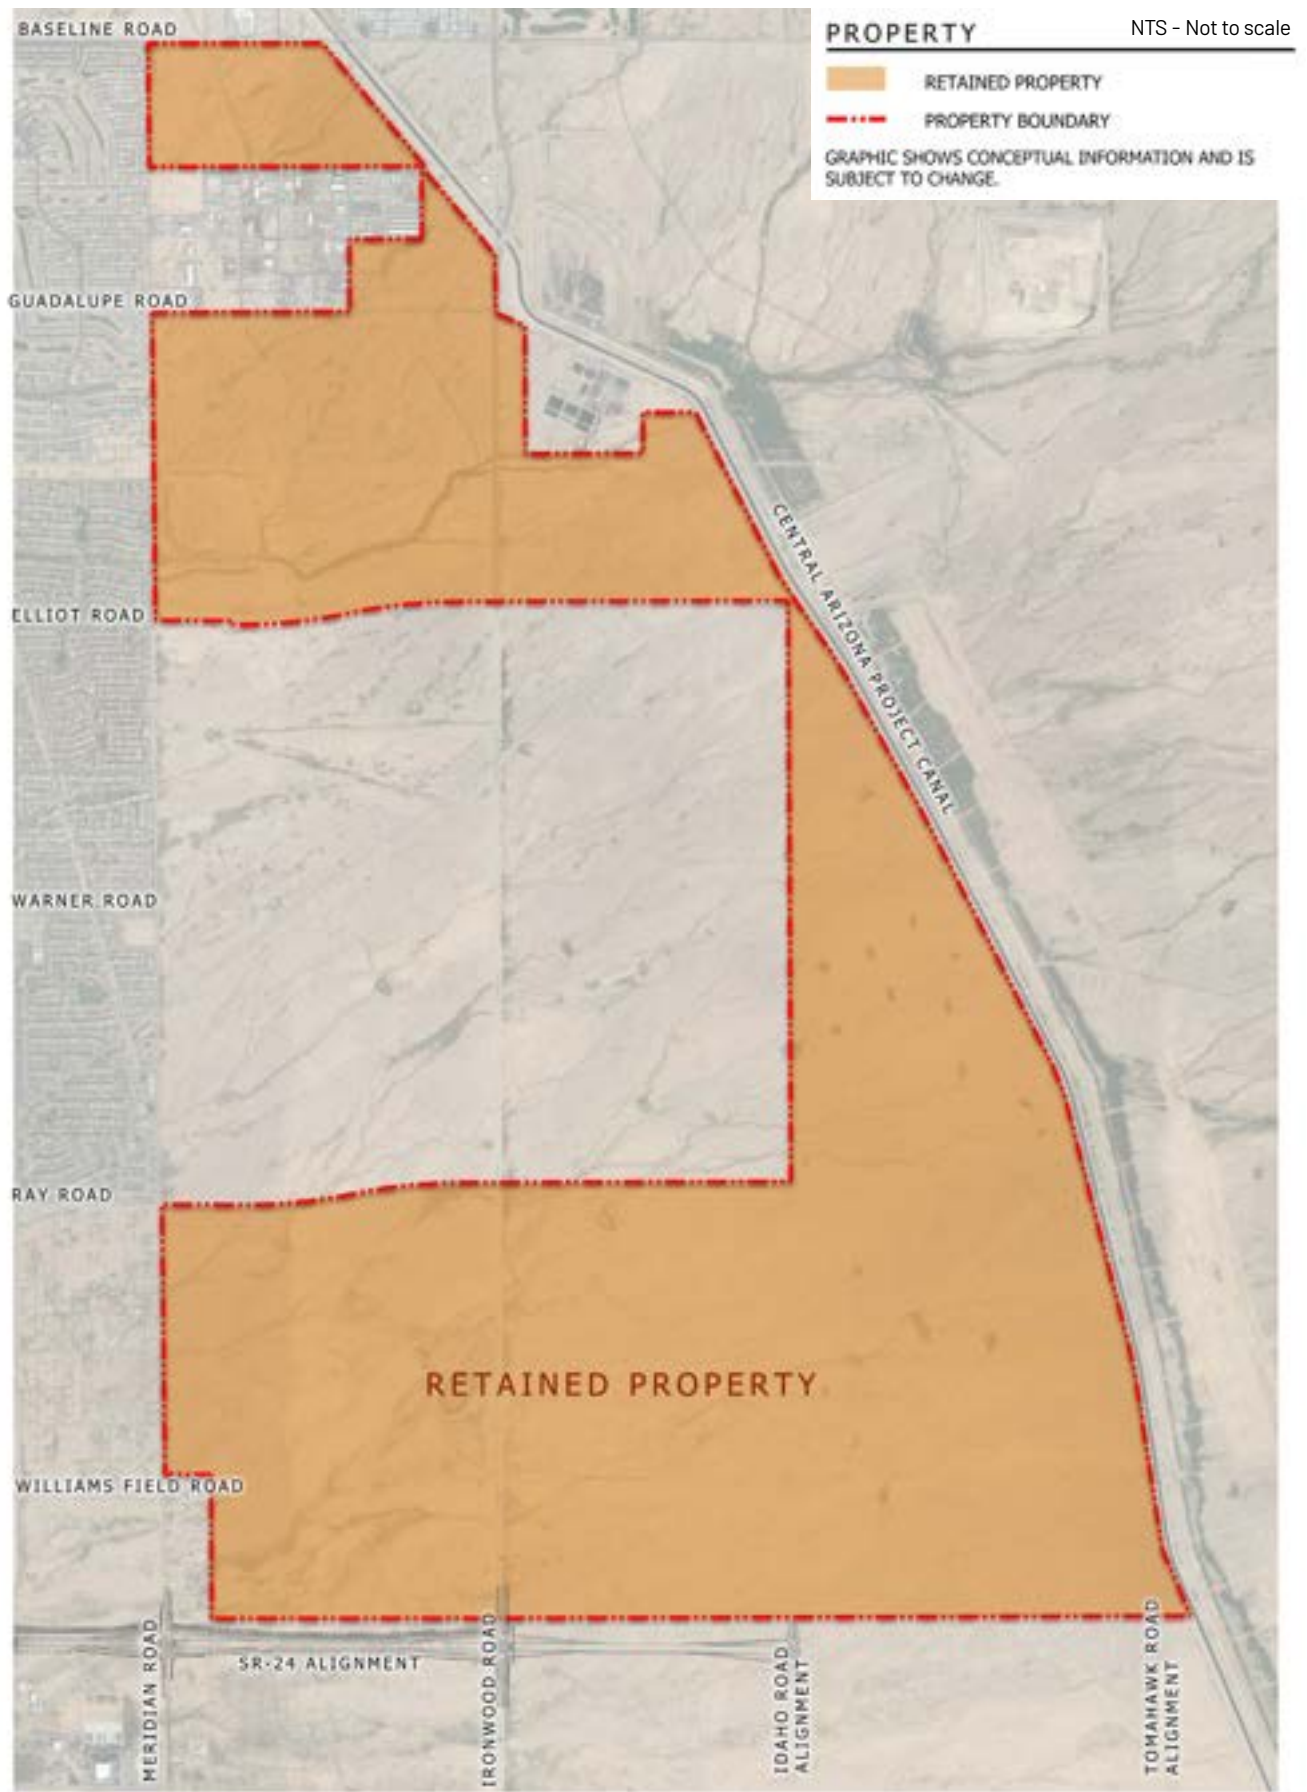 BASELINE ROAD
PROPERTY
NTS - Not to scale
RETAINED PROPERTY
PROPERTY BOUNDARY
GRAPHIC SHOWS CONCEPTUAL INFORMATION AND IS
SUBJECT TO CHANGE.
GUADALUPE ROAD
CENTRAL ARIZONA PROJECT CANAL
ELLIOT ROAD
WARNER ROAD
RAY ROAD
RETAINED PROPERTY
WILLIAMS FIELD ROAD
SR-24 ALIGNMENT
MERIDIAN ROAD
IRONWOOD ROAD
IDAHO ROAD
ALIGNMENT
TOMAHAWK ROAD
ALIGNMENT